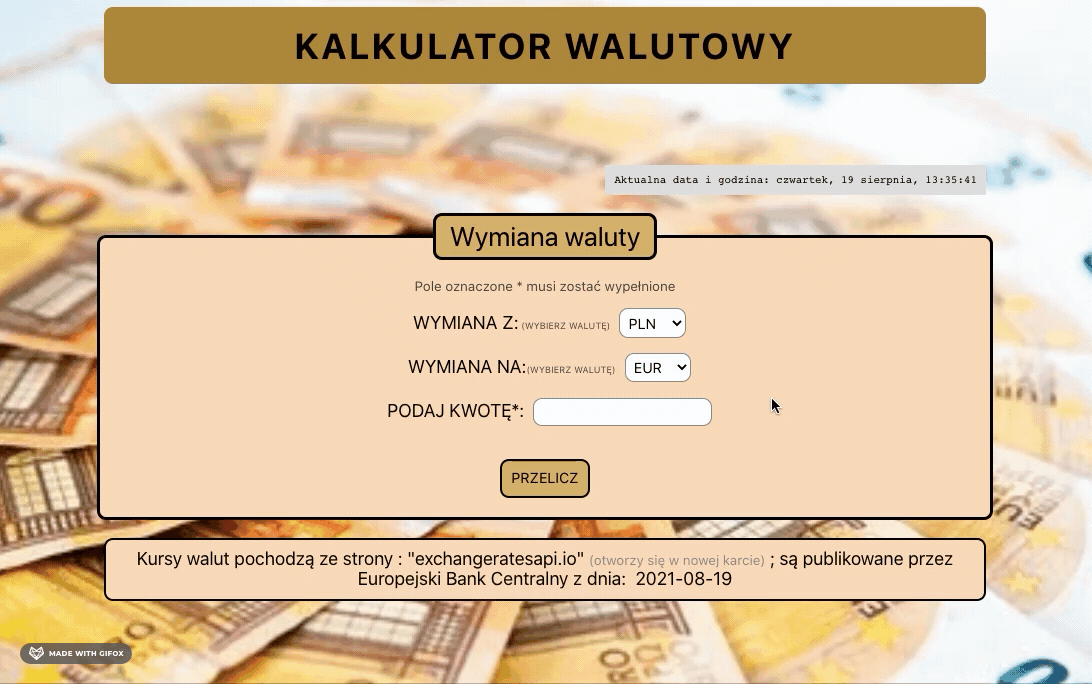 KALKULATOR WALUTOWY
Aktualna data i godzina: czwartek, 19 sierpnia, 13:35:41
Wymiana waluty
Pole oznaczone * musi zostać wypełnione
WYMIANA Z: (WYBIERZ WALUTĘ) PLN
WYMIANA NA:(WYBIERZ WALUTĘ) EUR
PODAJ KWOTĘ*:
PRZELICZ
Kursy walut pochodzą ze strony : "exchangeratesapi.io" (otworzy się w nowej karcie) ; są publikowane przez
Europejski Bank Centralny z dnia: 2021-08-19
MADE WITH GIFOX